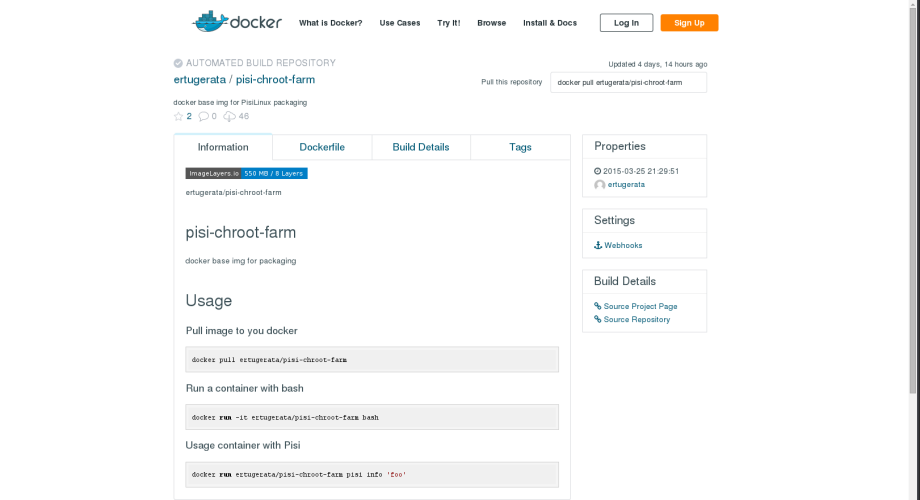 docker What is Docker? Use Cases Try It! Browse Install & Docs Log In Sign Up
AUTOMATED BUILD REPOSITORY
Updated 4 days, 14 hours ago
ertugerata / pisi-chroot-farm
Pull this repository docker pull ertugerata/pisi-chroot-farm
docker base img for PisiLinux packaging
2 0 46
Information Dockerfile Build Details Tags
ImageLayers.io 550 MB / 8 Layers
ertugerata/pisi-chroot-farm
pisi-chroot-farm
docker base img for packaging
Usage
Pull image to you docker
docker pull ertugerata/pisi-chroot-farm
Run a container with bash
docker run -it ertugerata/pisi-chroot-farm bash
Usage container with Pisi
docker run ertugerata/pisi-chroot-farm pisi info 'foo'
Properties
2015-03-25 21:29:51
ertugerata
Settings
Webhooks
Build Details
Source Project Page
Source Repository